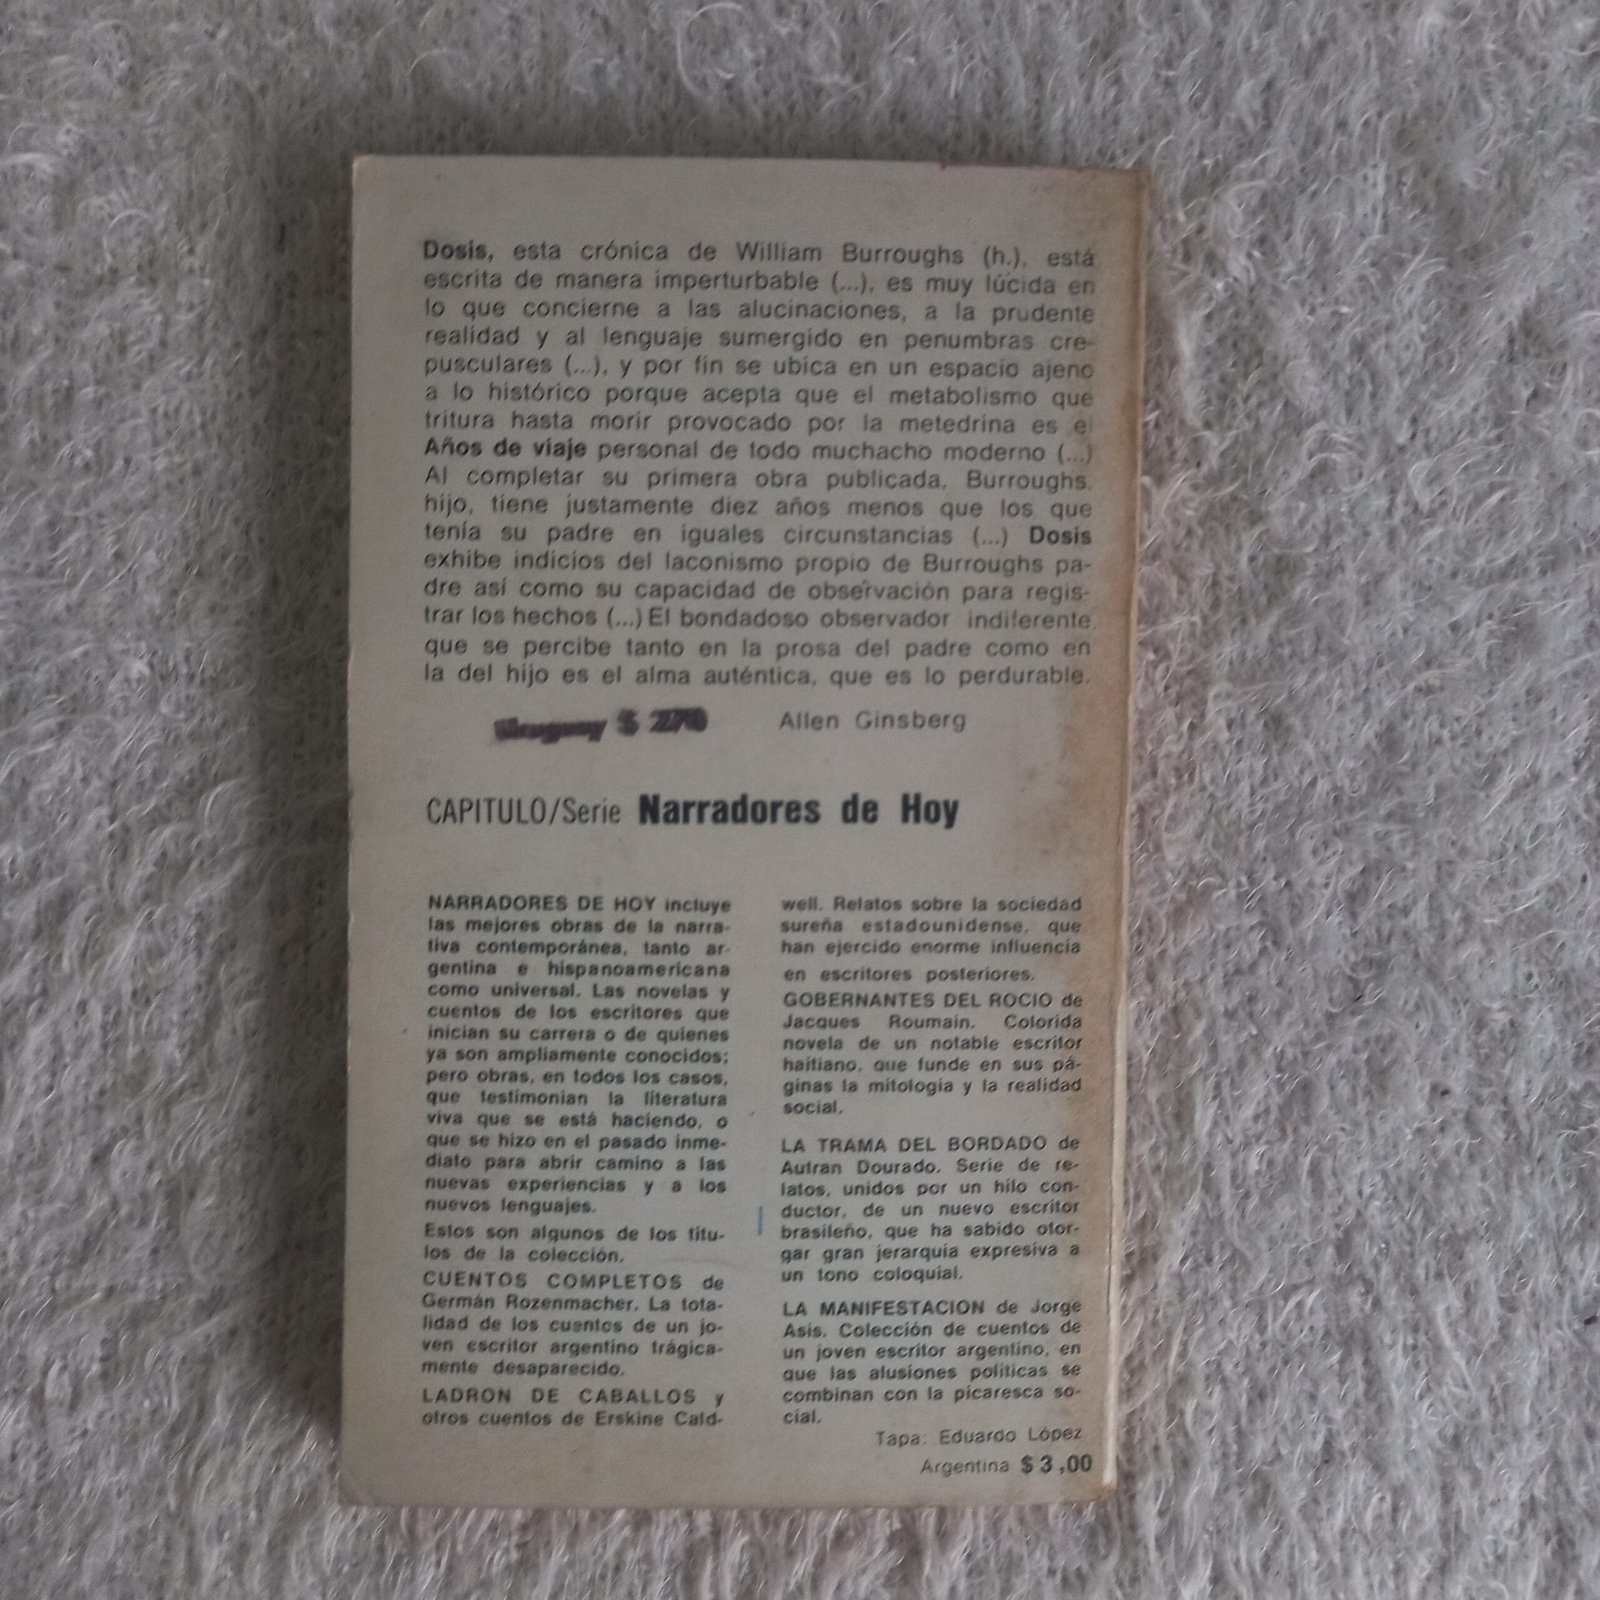 Dosis, esta crónica de William Burroughs (h.), está
escrita de manera imperturbable (...), es muy lúcida en
lo que concierne a las alucinaciones, a la prudente
realidad y al lenguaje sumergido en penumbras cre-
pusculares (...), y por fin se ubica en un espacio ajeno
a lo histórico porque acepta que el metabolismo que
tritura hasta morir provocado por la metedrina es el
Años de viaje personal de todo muchacho moderno (...)
Al completar su primera obra publicada, Burroughs,
hijo, tiene justamente diez años menos que los que
tenía su padre en iguales circunstancias (...) Dosis
exhibe indicios del laconismo propio de Burroughs pa-
dre así como su capacidad de observación para regis-
trar los hechos (...) El bondadoso observador indiferente
que se percibe tanto en la prosa del padre como en
la del hijo es el alma auténtica, que es lo perdurable.
Uruguay $ 270
Allen Ginsberg
CAPITULO/Serie Narradores de Hoy
NARRADORES DE HOY incluye
las mejores obras de la narra-
tiva contemporánea, tanto ar-
gentina e hispanoamericana
como universal. Las novelas y
cuentos de los escritores que
inician su carrera o de quienes
ya son ampliamente conocidos;
pero obras, en todos los casos,
que testimonian la literatura
viva que se está haciendo, o
que se hizo en el pasado inme-
diato para abrir camino a las
nuevas experiencias y a los
nuevos lenguajes.
Estos son algunos de los títu-
los de la colección.
CUENTOS COMPLETOS de
Germán Rozenmacher. La tota-
lidad de los cuentos de un jo-
ven escritor argentino trágica-
mente desaparecido.
LADRON DE CABALLOS y
otros cuentos de Erskine Cald-
well. Relatos sobre la sociedad
sureña estadounidense, que
han ejercido enorme influencia
en escritores posteriores.
GOBERNANTES DEL ROCIO de
Jacques Roumain. Colorida
novela de un notable escritor
haitiano, que funde en sus pá-
ginas la mitología y la realidad
social.
LA TRAMA DEL BORDADO de
Autran Dourado. Serie de re-
latos, unidos por un hilo con-
ductor, de un nuevo escritor
brasileño, que ha sabido otor-
gar gran jerarquía expresiva a
un tono coloquial.
LA MANIFESTACION de Jorge
Asís. Colección de cuentos de
un joven escritor argentino, en
que las alusiones políticas se
combinan con la picaresca so-
cial.
Tapa: Eduardo López
Argentina $ 3,00